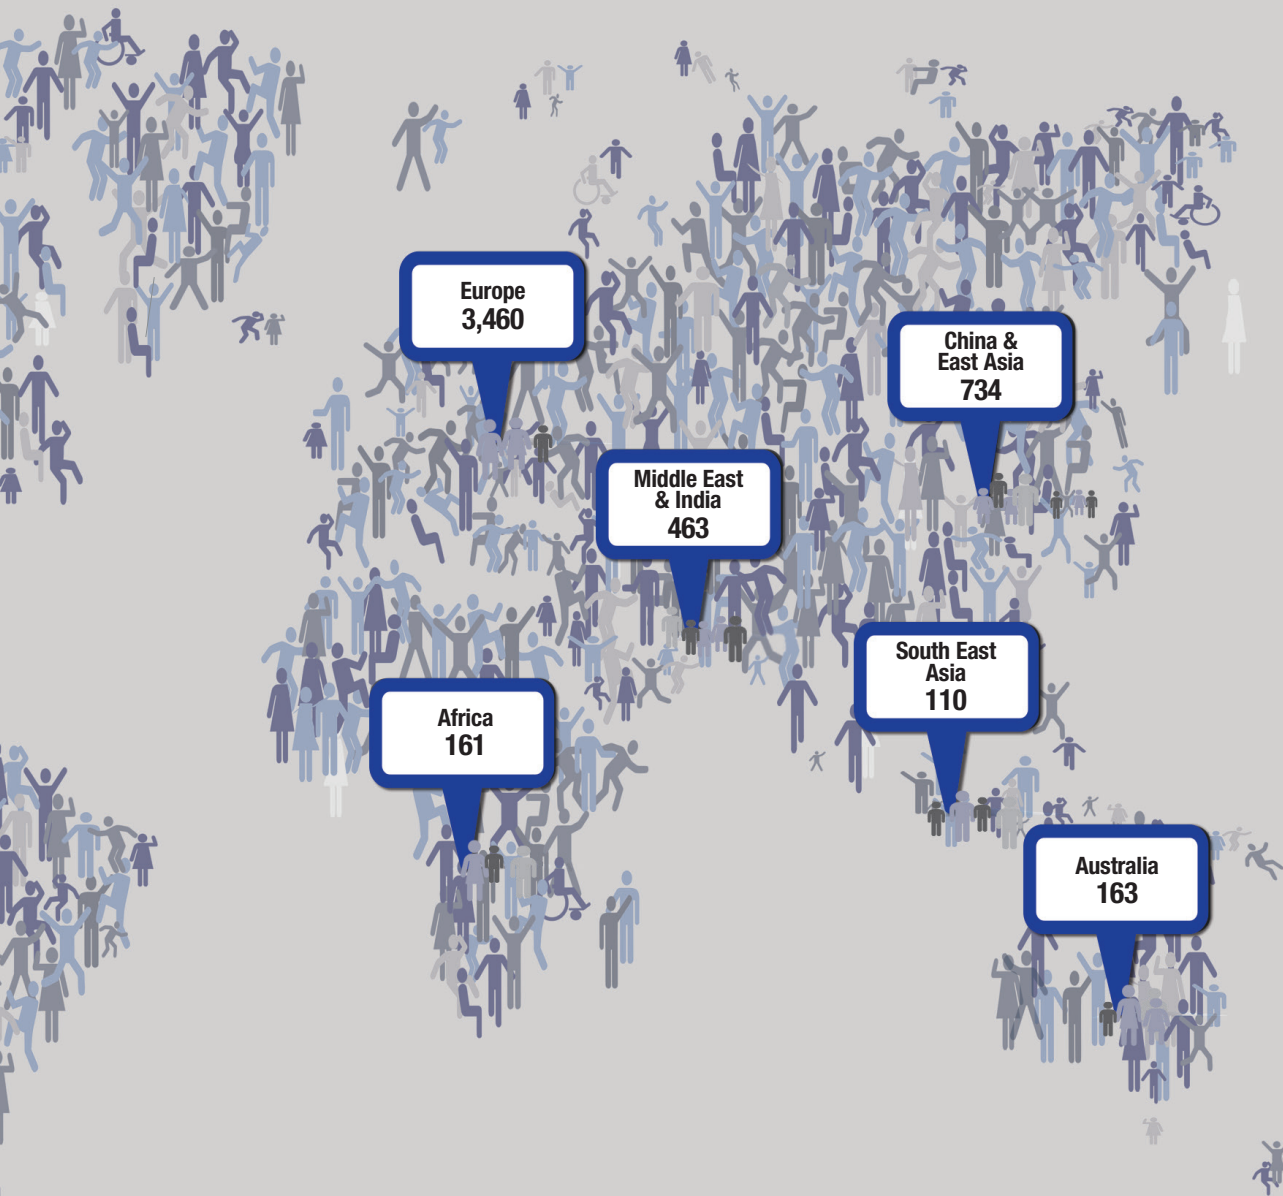 Europe
3,460
China &
East Asia
734
Middle East
& India
463
South East
Asia
110
Africa
161
Australia
163